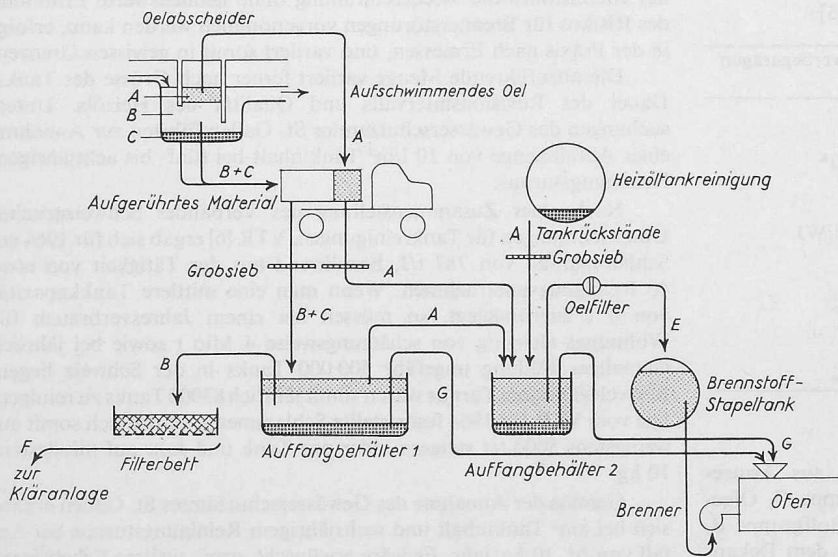 Oelabscheider
A
B
C
Aufschwimmendes Oel
A
B+C
Aufgerührtes Material
Heizöltankreinigung
A
Tankrückstände
Grobsieb
Grobsieb
A
Oelfilter
B+C
A
E
B
G
Brennstoff-
Stapeltank
F
zur
Kläranlage
Filterbett
Auffangbehälter 1
Auffangbehälter 2
G
Brenner
Ofen